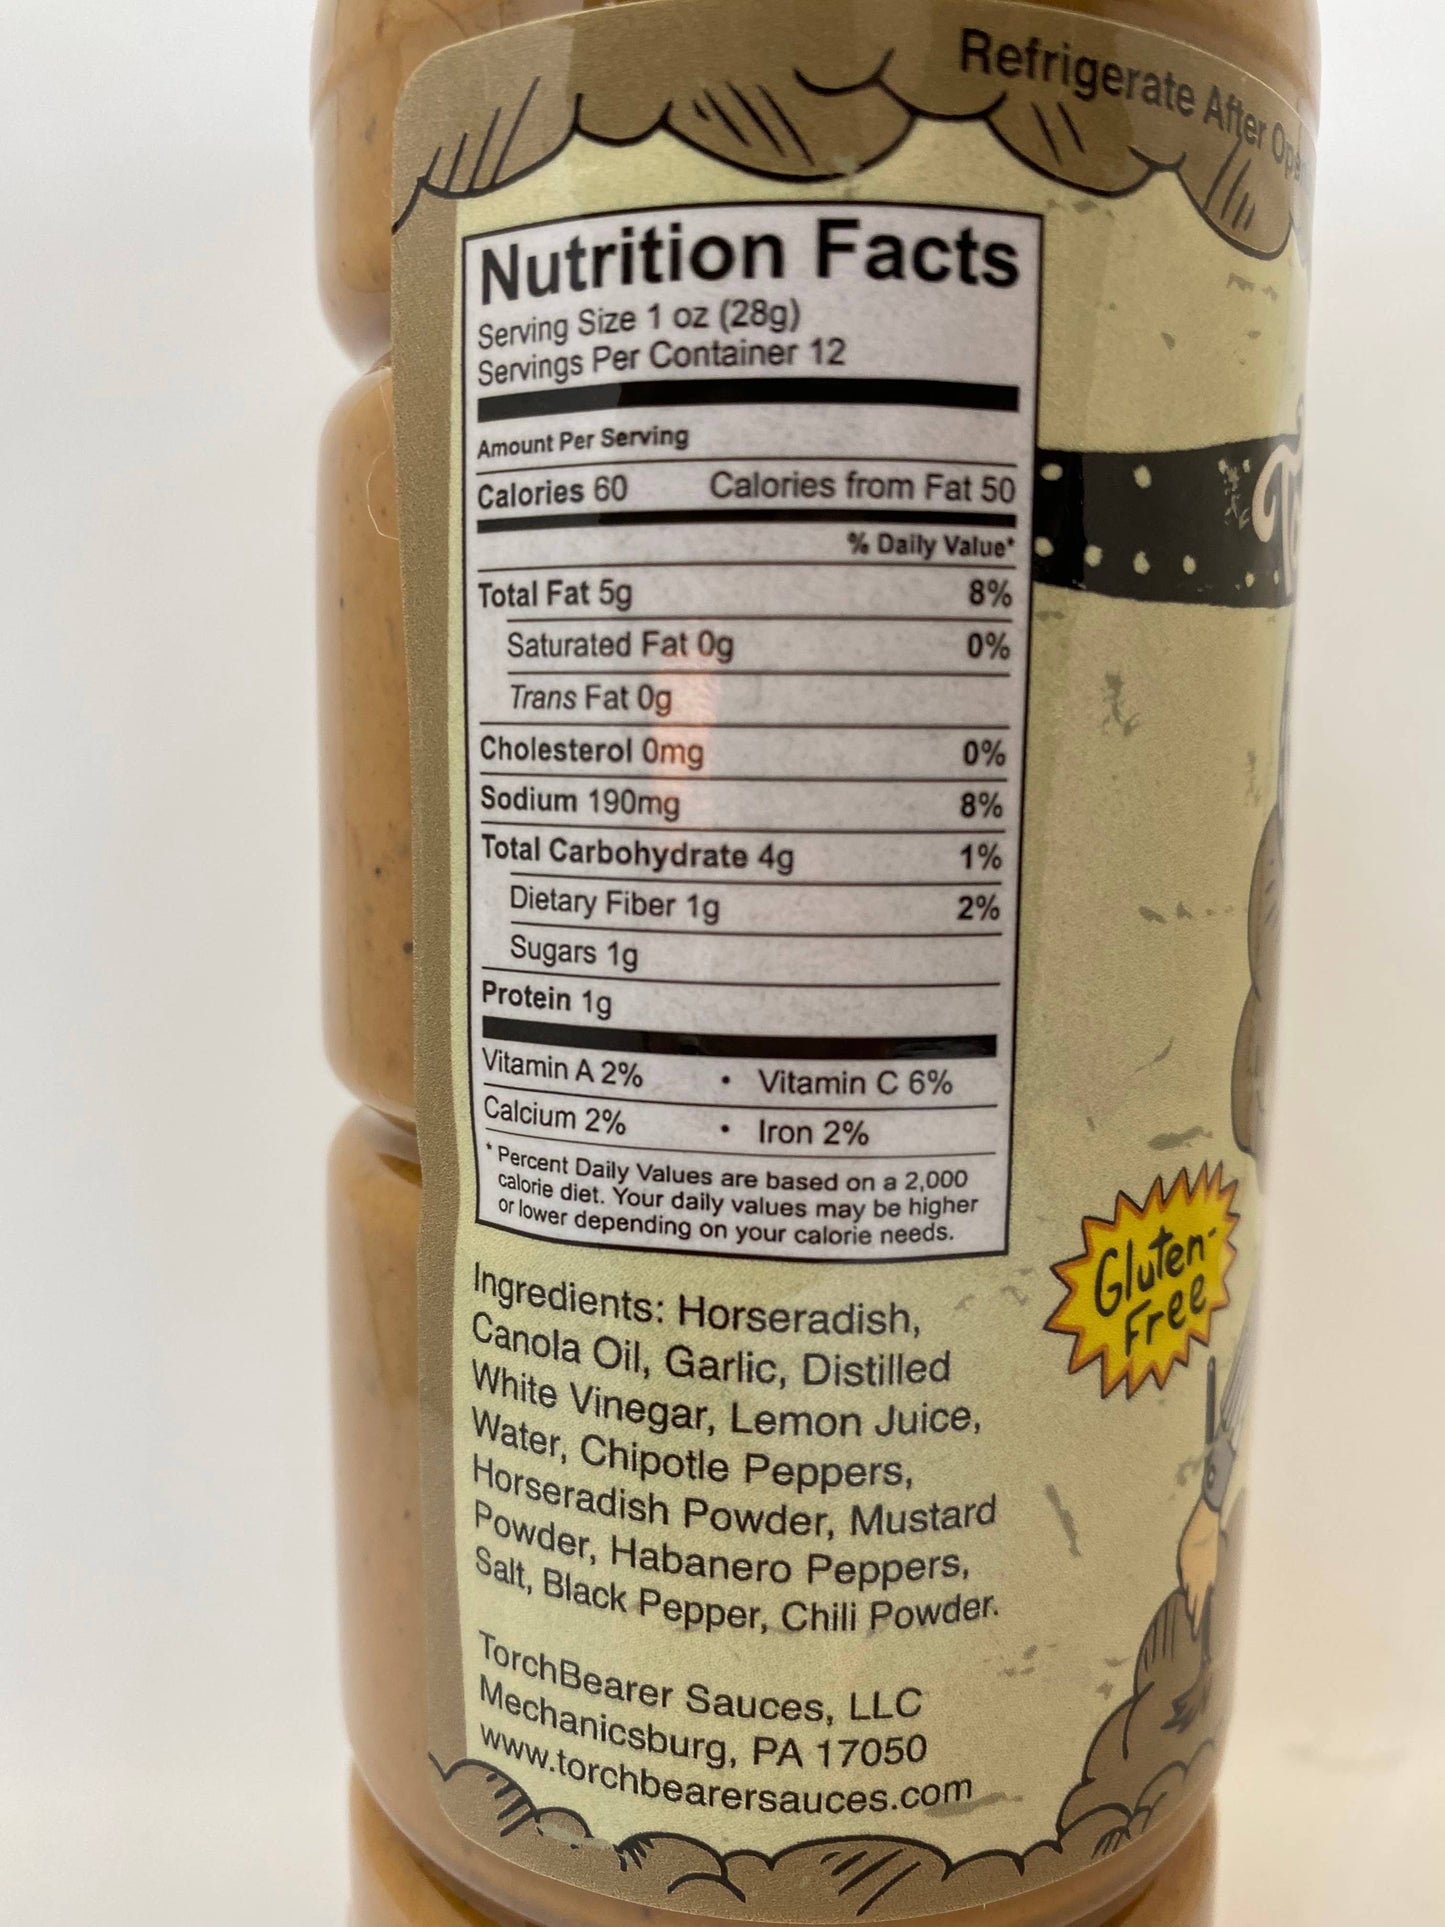 Refrigerate After
Nutrition Facts
Serving Size 1 oz (28g)
Servings Per Container 12
Amount Per Serving
Calories 60 Calories from Fat 50
% Daily Value*
Total Fat 5g 8%
Saturated Fat 0g 0%
Trans Fat 0g
Cholesterol 0mg 0%
Sodium 190mg 8%
Total Carbohydrate 4g 1%
Dietary Fiber 1g 2%
Sugars 1g
Protein 1g
Vitamin A 2% • Vitamin C 6%
Calcium 2% • Iron 2%
* Percent Daily Values are based on a 2,000
calorie diet. Your daily values may be higher
or lower depending on your calorie needs.
Gluten-
Free
Ingredients: Horseradish,
Canola Oil, Garlic, Distilled
White Vinegar, Lemon Juice,
Water, Chipotle Peppers,
Horseradish Powder, Mustard
Powder, Habanero Peppers,
Salt, Black Pepper, Chili Powder.
TorchBearer Sauces, LLC
Mechanicsburg, PA 17050
www.torchbearersauces.com